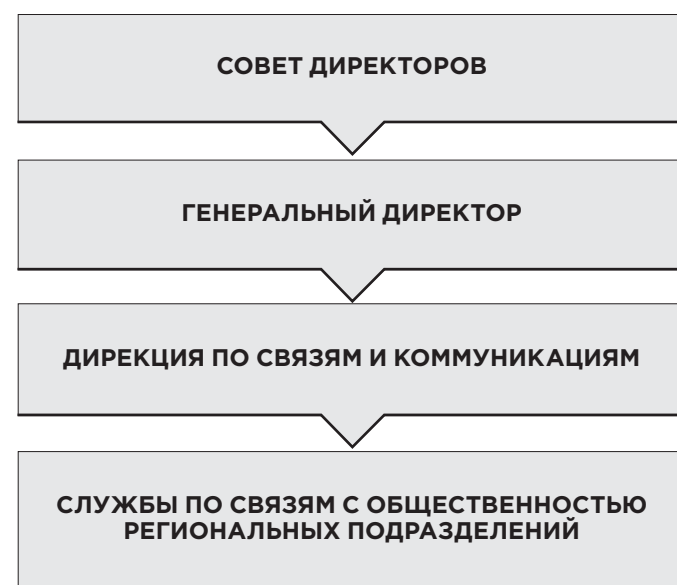 СОВЕТ ДИРЕКТОРОВ
ГЕНЕРАЛЬНЫЙ ДИРЕКТОР
ДИРЕКЦИЯ ПО СВЯЗЯМ И КОММУНИКАЦИЯМ
СЛУЖБЫ ПО СВЯЗЯМ С ОБЩЕСТВЕННОСТЬЮ
РЕГИОНАЛЬНЫХ ПОДРАЗДЕЛЕНИЙ